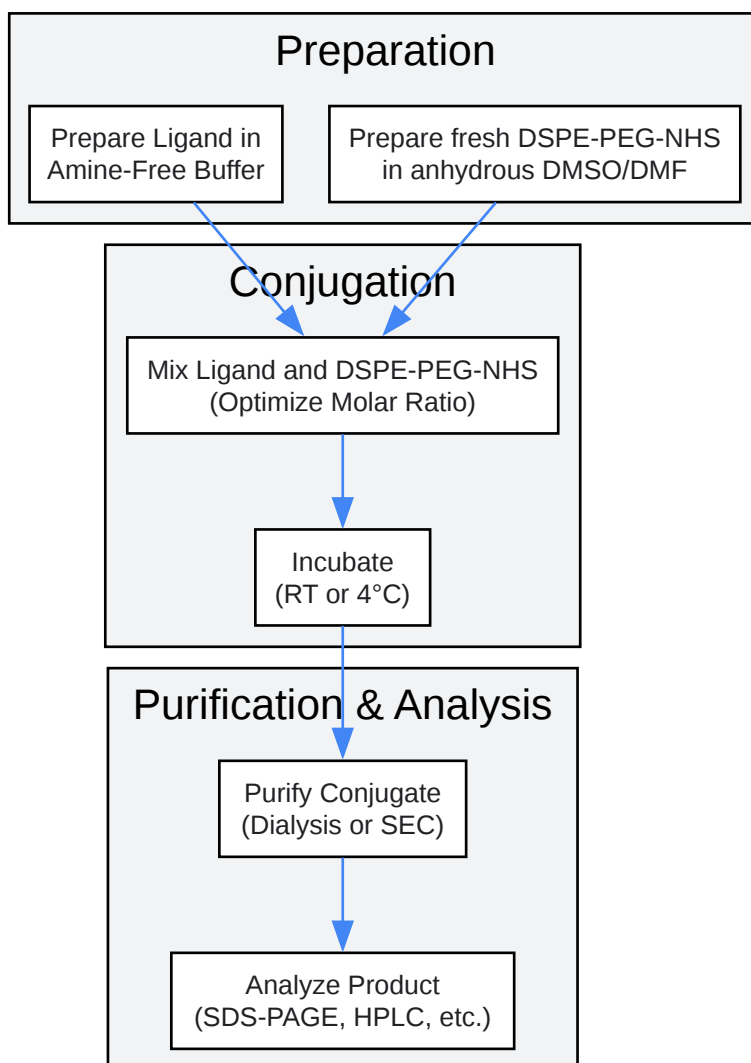 Preparation
Prepare Ligand in
Amine-Free Buffer
Prepare fresh DSPE-PEG-NHS
in anhydrous DMSO/DMF
Conjugation
Mix Ligand and DSPE-PEG-NHS
(Optimize Molar Ratio)
Incubate
(RT or 4°C)
Purification & Analysis
Purify Conjugate
(Dialysis or SEC)
Analyze Product
(SDS-PAGE, HPLC, etc.)